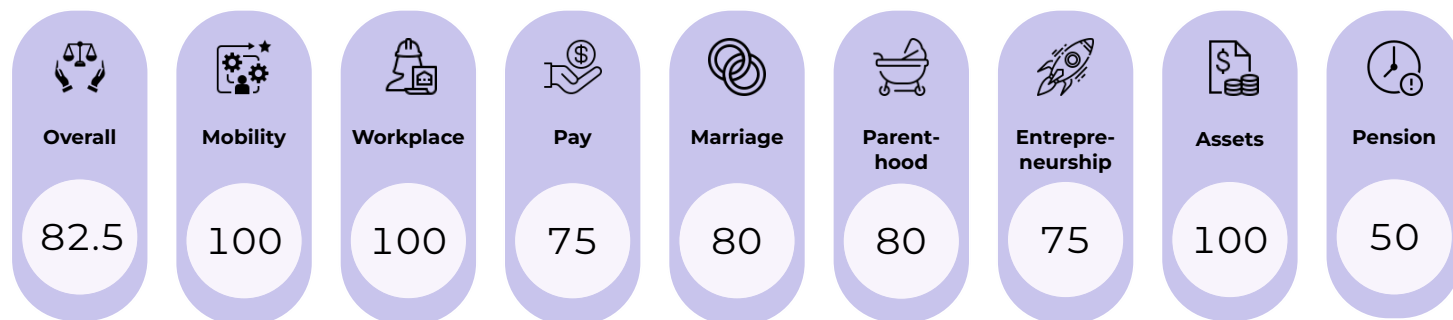 Overall
82.5
Mobility
100
Workplace
100
$
Pay
75
Marriage
80
Parent-
hood
80
Entrepre-
neurship
75
$
Assets
100
!
Pension
50